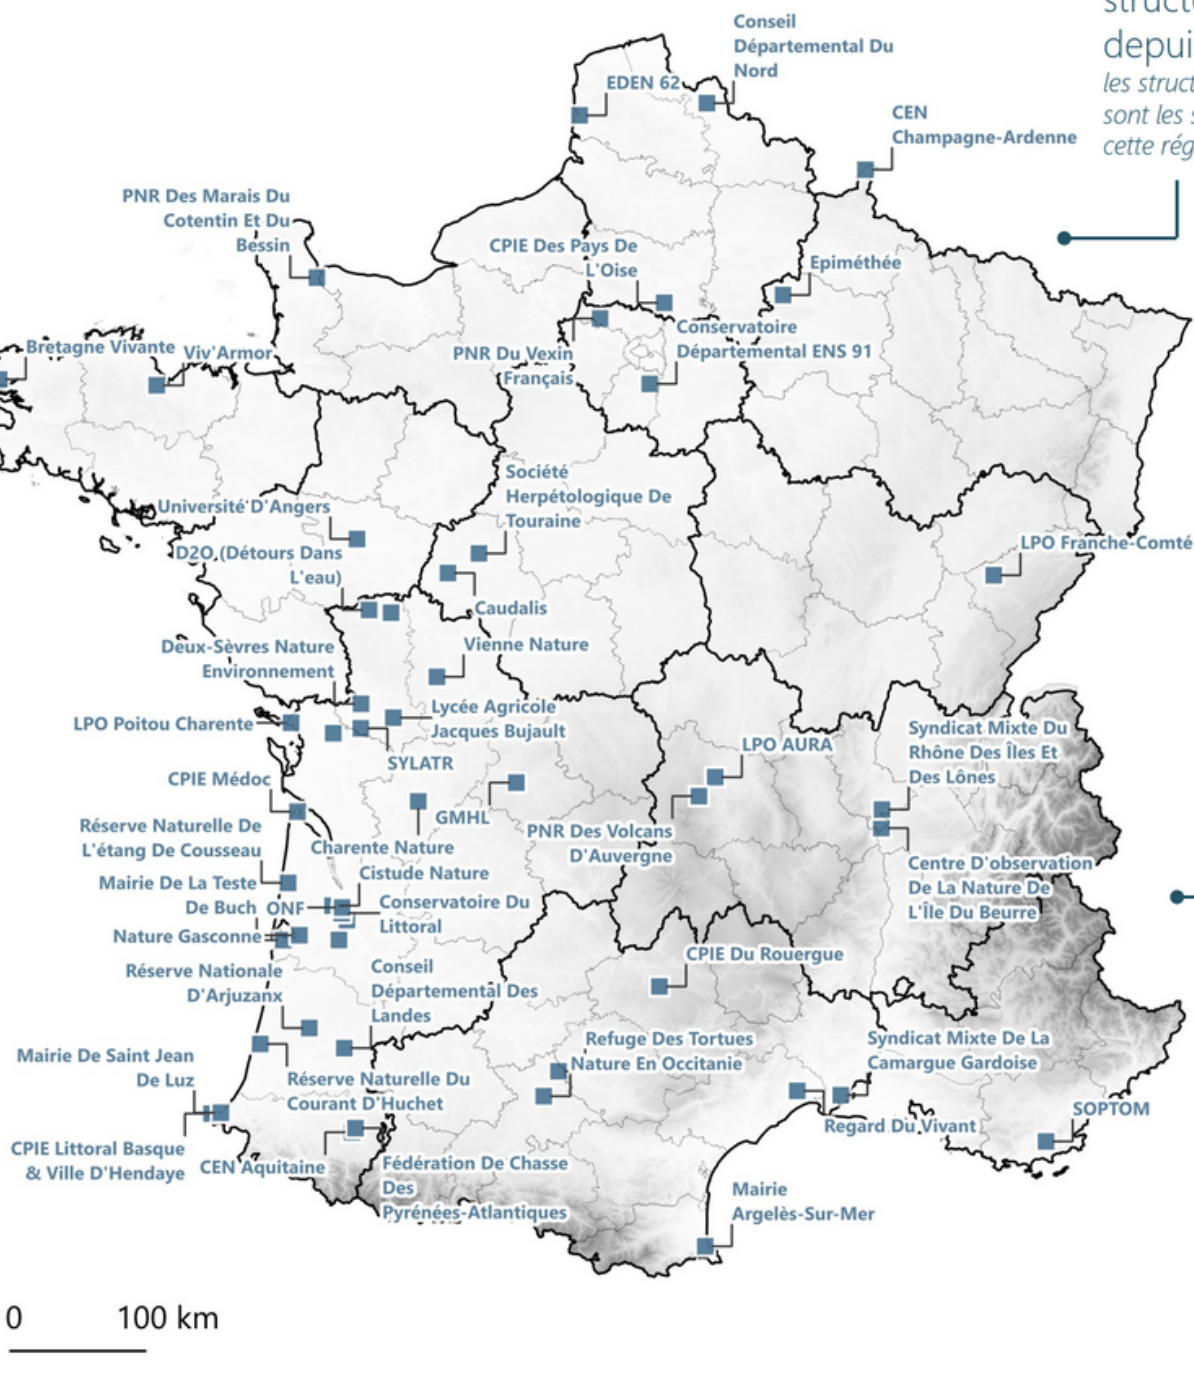 struct
depui
les struct
sont les s
cette rég
Conseil
Départemental Du
Nord
EDEN 62
CEN
Champagne-Ardenne
PNR Des Marais Du
Cotentin Et Du
Bessin
CPIE Des Pays De
L'Oise
Epiméthée
Conservatoire
Départemental ENS 91
PNR Du Vexin
Français
Bretagne Vivante
Viv'Armor
Société
Herpétologique De
Touraine
Université D'Angers
D2O (Détours Dans
L'eau)
LPO Franche-Comté
Caudalis
Deux-Sèvres Nature
Environnement
Vienne Nature
LPO Poitou Charente
Lycée Agricole
Jacques Bujault
SYLATR
LPO AURA
Syndicat Mixte Du
Rhône Des Îles Et
Des Lônes
CPIE Médoc
GMHL
Réserve Naturelle De
L'étang De Cousseau
Charente Nature
PNR Des Volcans
D'Auvergne
Centre D'observation
De La Nature De
L'Île Du Beurre
Cistude Nature
Mairie De La Teste
De Buch
ONF
Conservatoire Du
Littoral
Nature Gasconne
CPIE Du Rouergue
Réserve Nationale
D'Arjuzanx
Conseil
Départemental Des
Landes
Refuge Des Tortues
Nature En Occitanie
Syndicat Mixte De La
Camargue Gardoise
Mairie De Saint Jean
De Luz
Réserve Naturelle Du
Courant D'Huchet
SOPTOM
Regard Du Vivant
CPIE Littoral Basque
& Ville D'Hendaye
CEN Aquitaine
Fédération De Chasse
Des
Pyrénées-Atlantiques
Mairie
Argelès-Sur-Mer
0 100 km